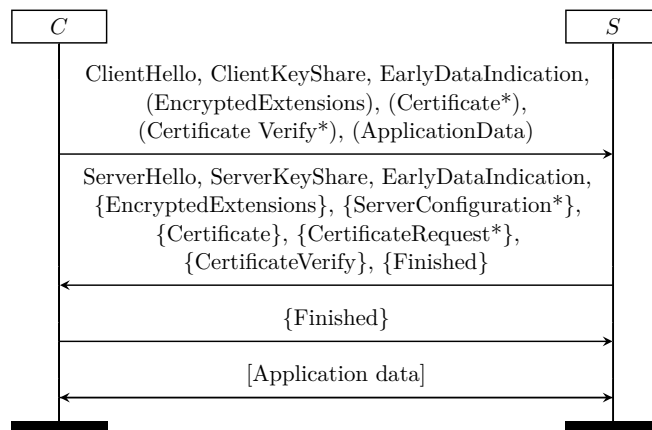 C
S
ClientHello, ClientKeyShare, EarlyDataIndication,
(EncryptedExtensions), (Certificate*),
(Certificate Verify*), (ApplicationData)
ServerHello, ServerKeyShare, EarlyDataIndication,
{EncryptedExtensions}, {ServerConfiguration*},
{Certificate}, {CertificateRequest*},
{CertificateVerify}, {Finished}
{Finished}
[Application data]